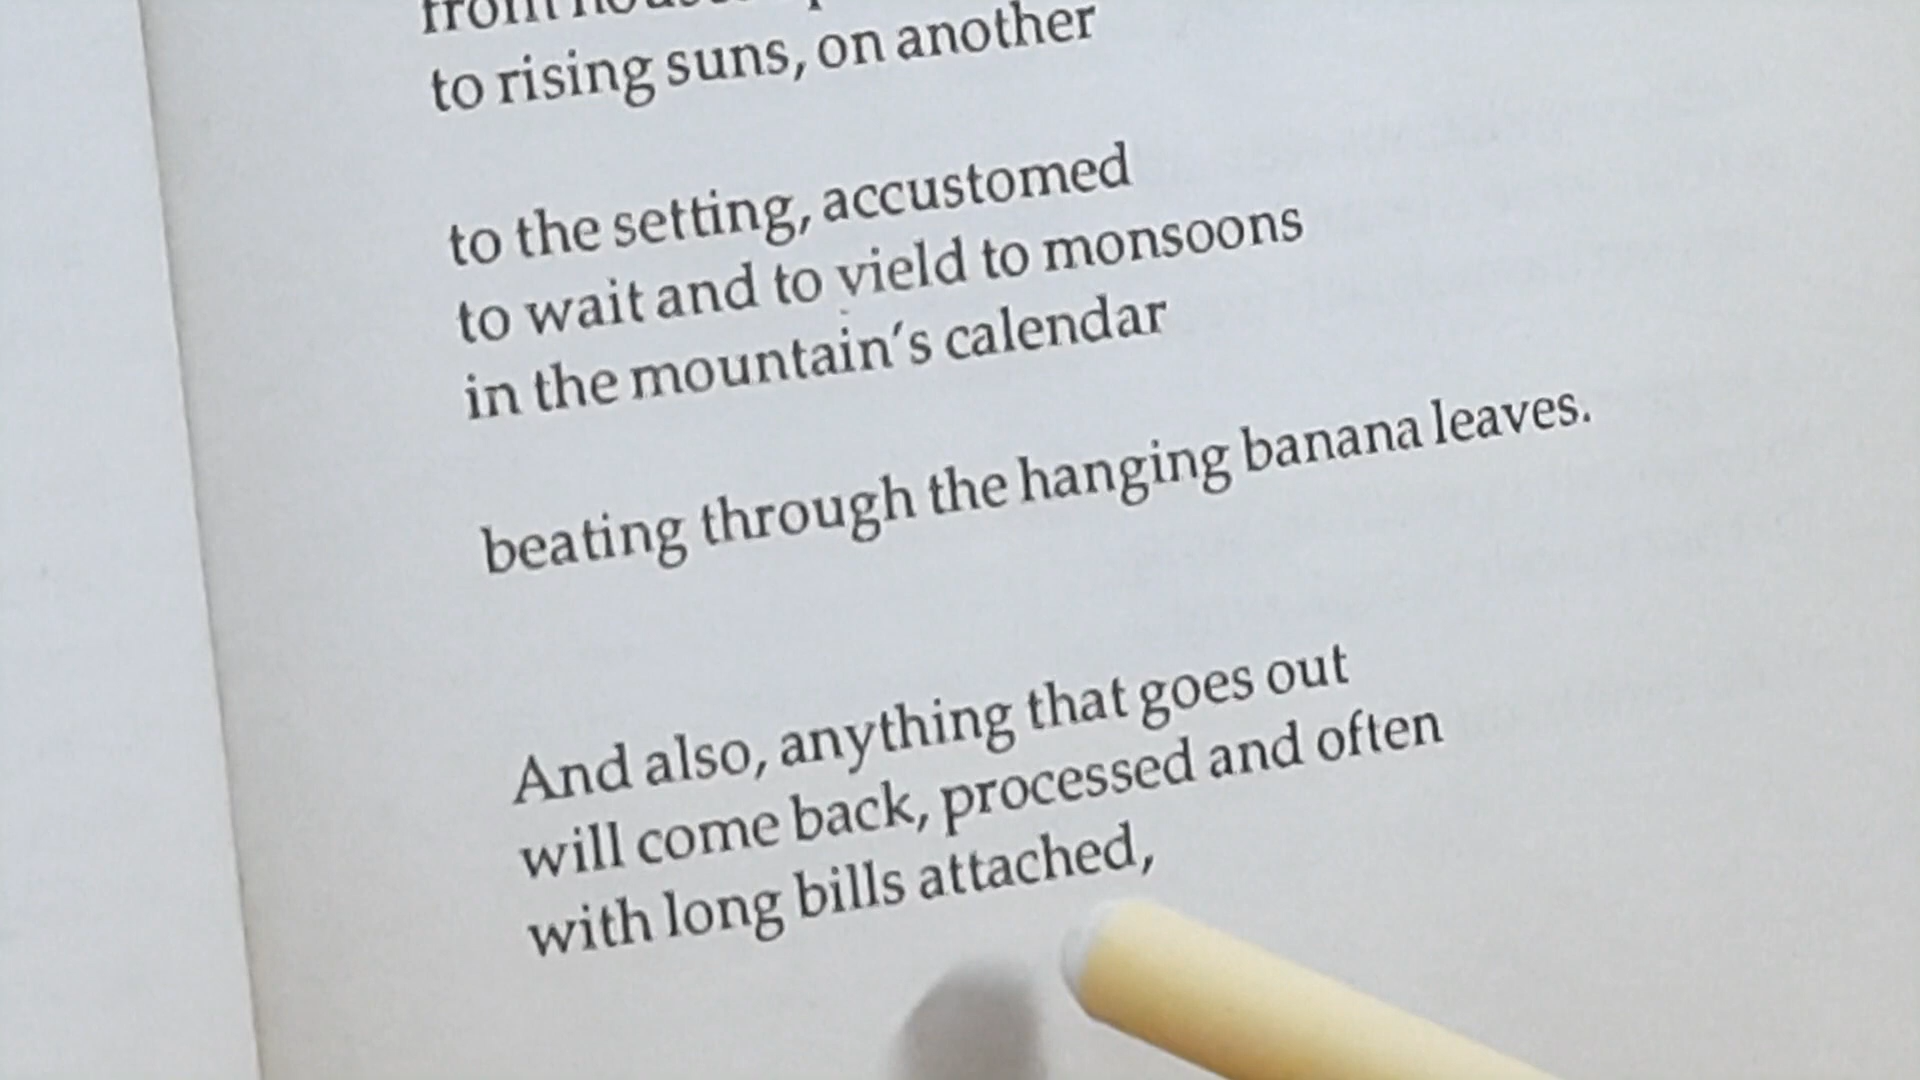 from
to rising suns, on another
to the setting, accustomed
to wait and to yield to monsoons
in the mountain's calendar
beating through the hanging banana leaves.
And also, anything that goes out
will come back, processed and often
with long bills attached,